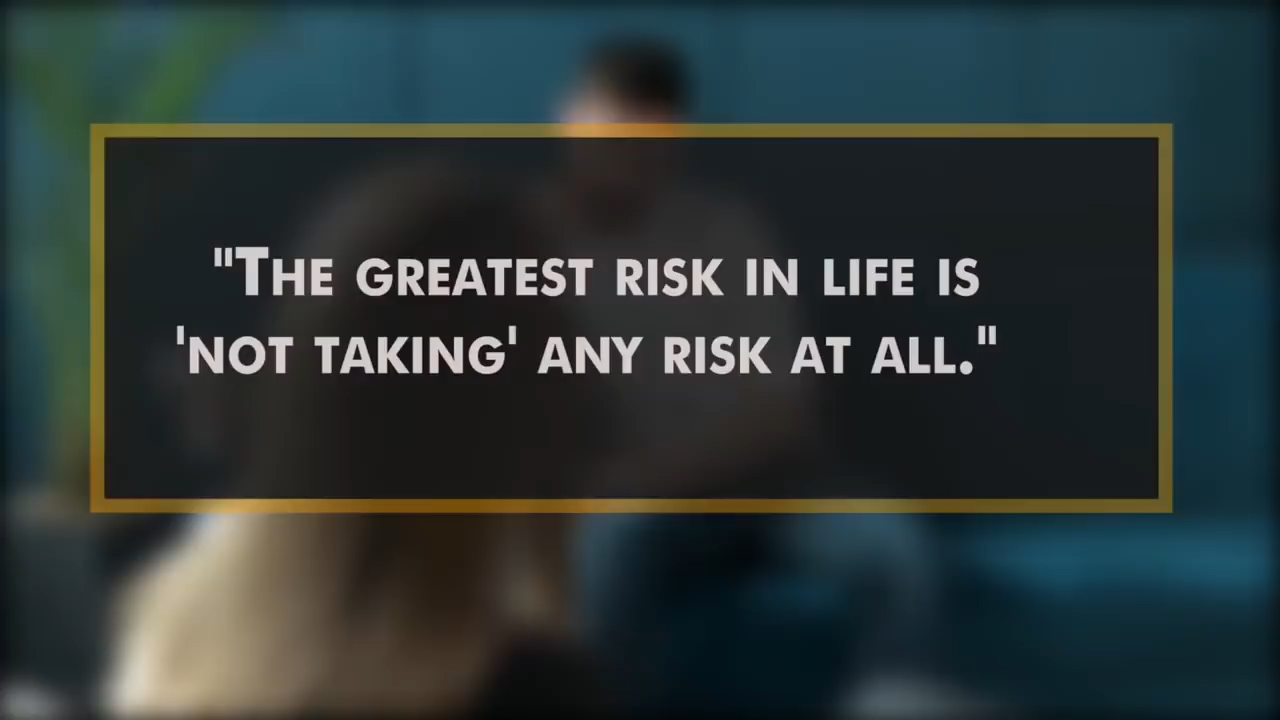 "The greatest risk in life is
'not taking' any risk at all."